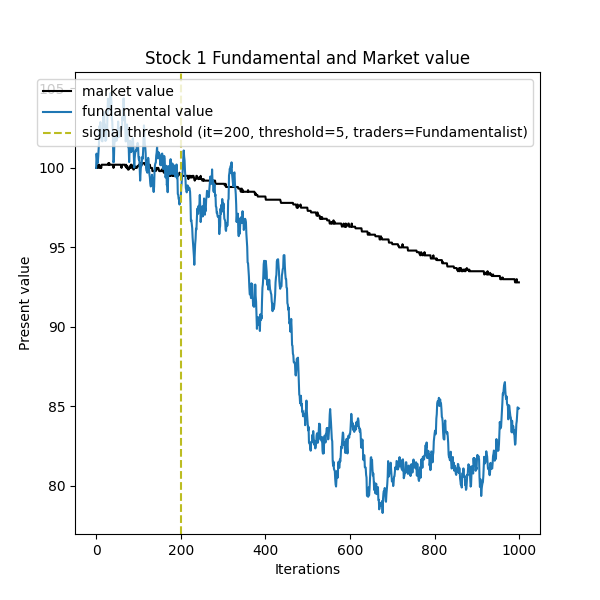 Stock 1 Fundamental and Market value
market value
fundamental value
signal threshold (it=200, threshold=5, traders=Fundamentalist)
105
100
95
90
85
80
Present value
0 200 400 600 800 1000
Iterations